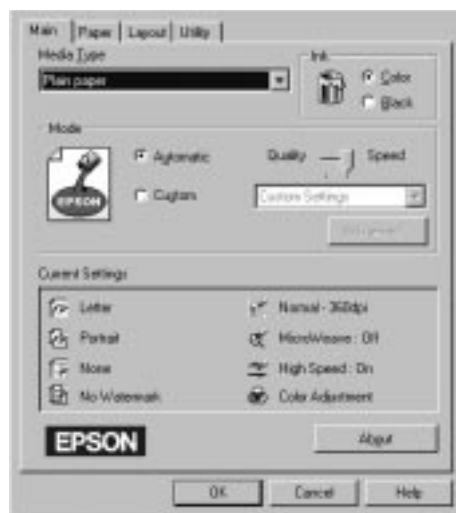 Main Paper Layout Utility
Media Type
Plain paper
Ink
Color
Black
Mode
EPSON
Automatic
Custom
Quality Speed
Custom Settings
Current Settings
Letter
Portrait
None
No Watermark
Normal - 360dpi
MicroWeave : Off
High Speed : On
Color Adjustment
EPSON
About
OK Cancel Help